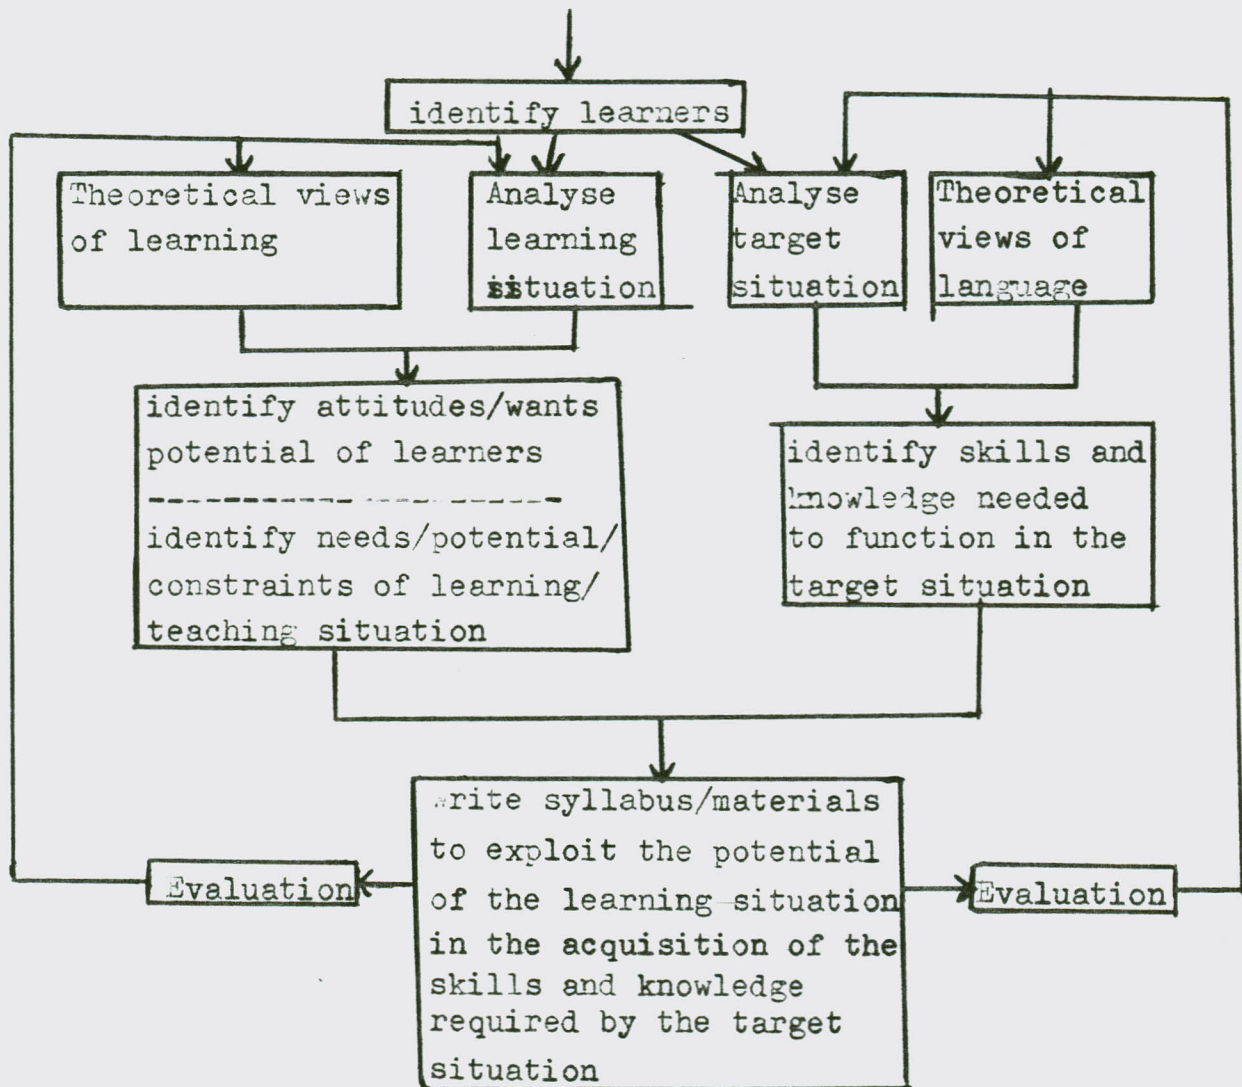 identify learners
Theoretical views
of learning
Analyse
learning
situation
Analyse
target
situation
Theoretical
views of
language
identify attitudes/wants
potential of learners
identify needs/potential/
constraints of learning/
teaching situation
identify skills and
knowledge needed
to function in the
target situation
write syllabus/materials
to exploit the potential
of the learning situation
in the acquisition of the
skills and knowledge
required by the target
situation
Evaluation
Evaluation